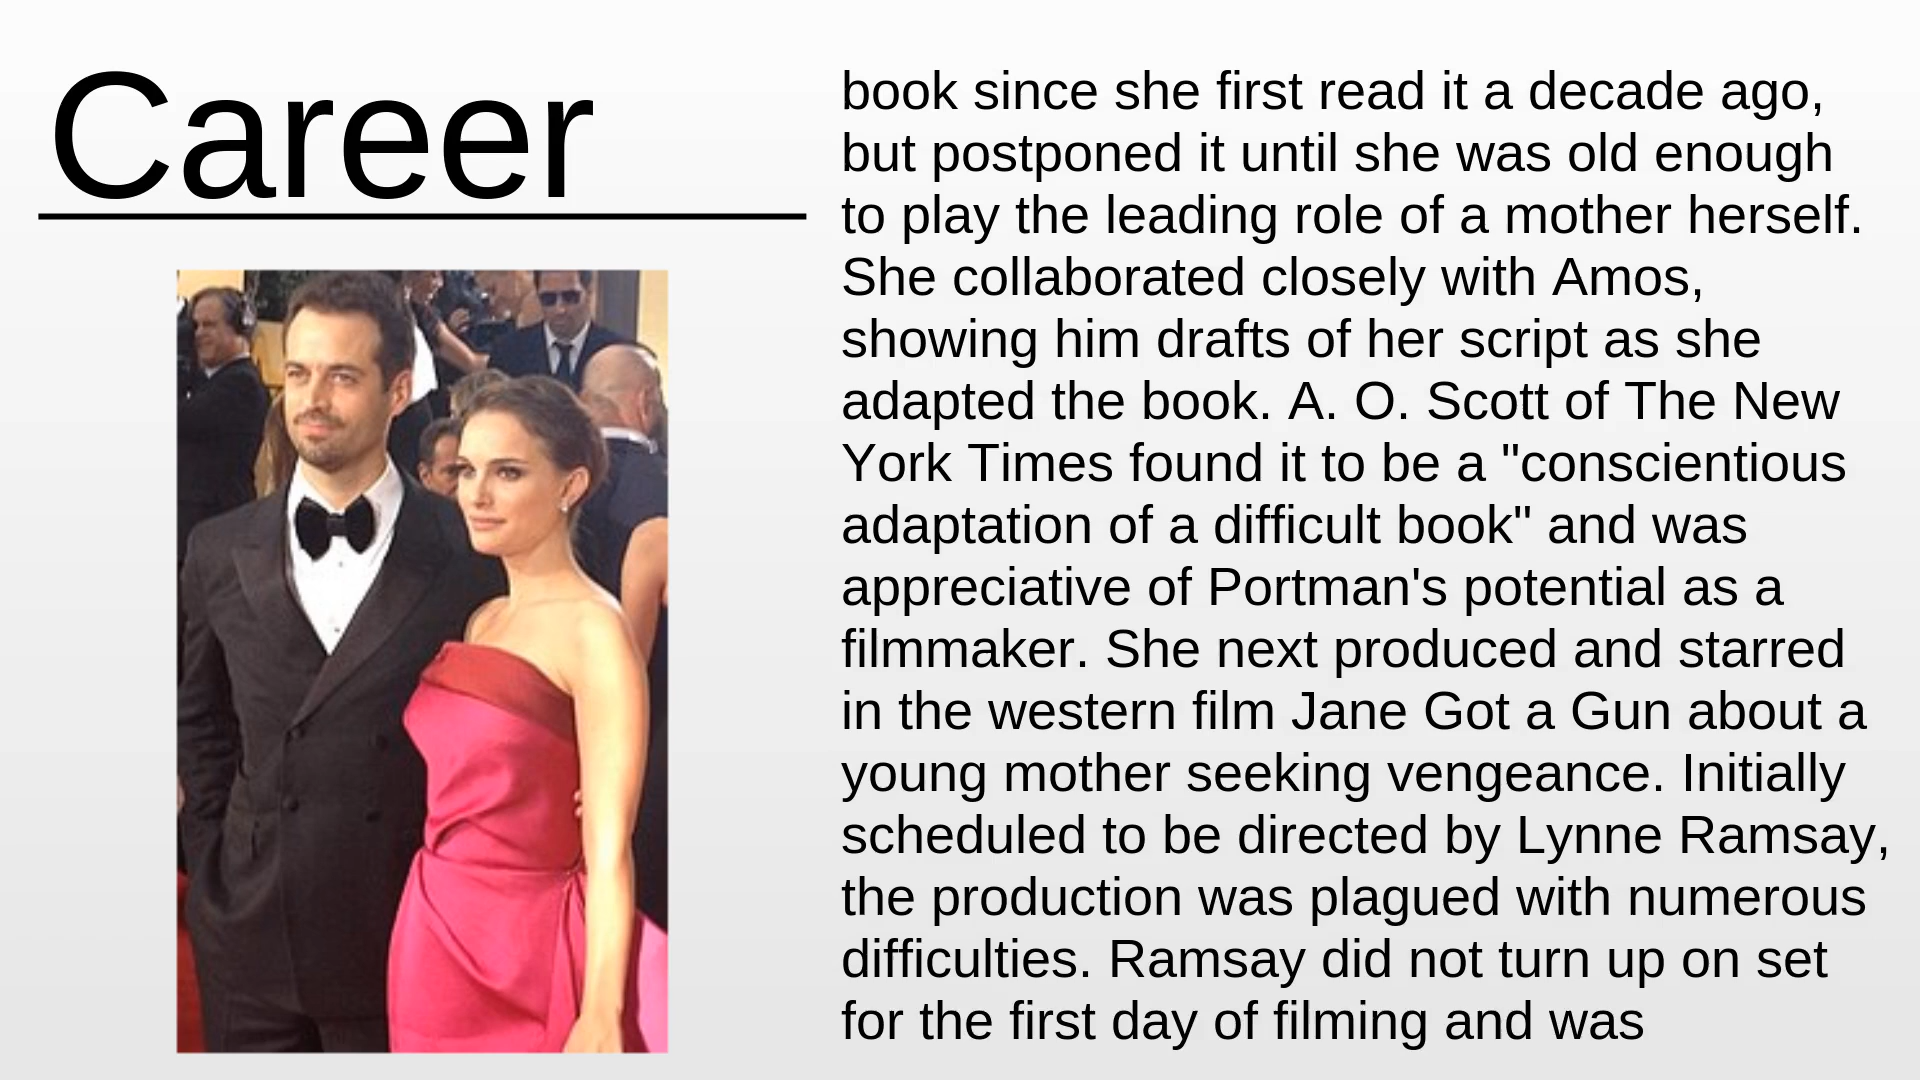 Career
book since she first read it a decade ago,
but postponed it until she was old enough
to play the leading role of a mother herself.
She collaborated closely with Amos,
showing him drafts of her script as she
adapted the book. A. O. Scott of The New
York Times found it to be a "conscientious
adaptation of a difficult book" and was
appreciative of Portman's potential as a
filmmaker. She next produced and starred
in the western film Jane Got a Gun about a
young mother seeking vengeance. Initially
scheduled to be directed by Lynne Ramsay,
the production was plagued with numerous
difficulties. Ramsay did not turn up on set
for the first day of filming and was